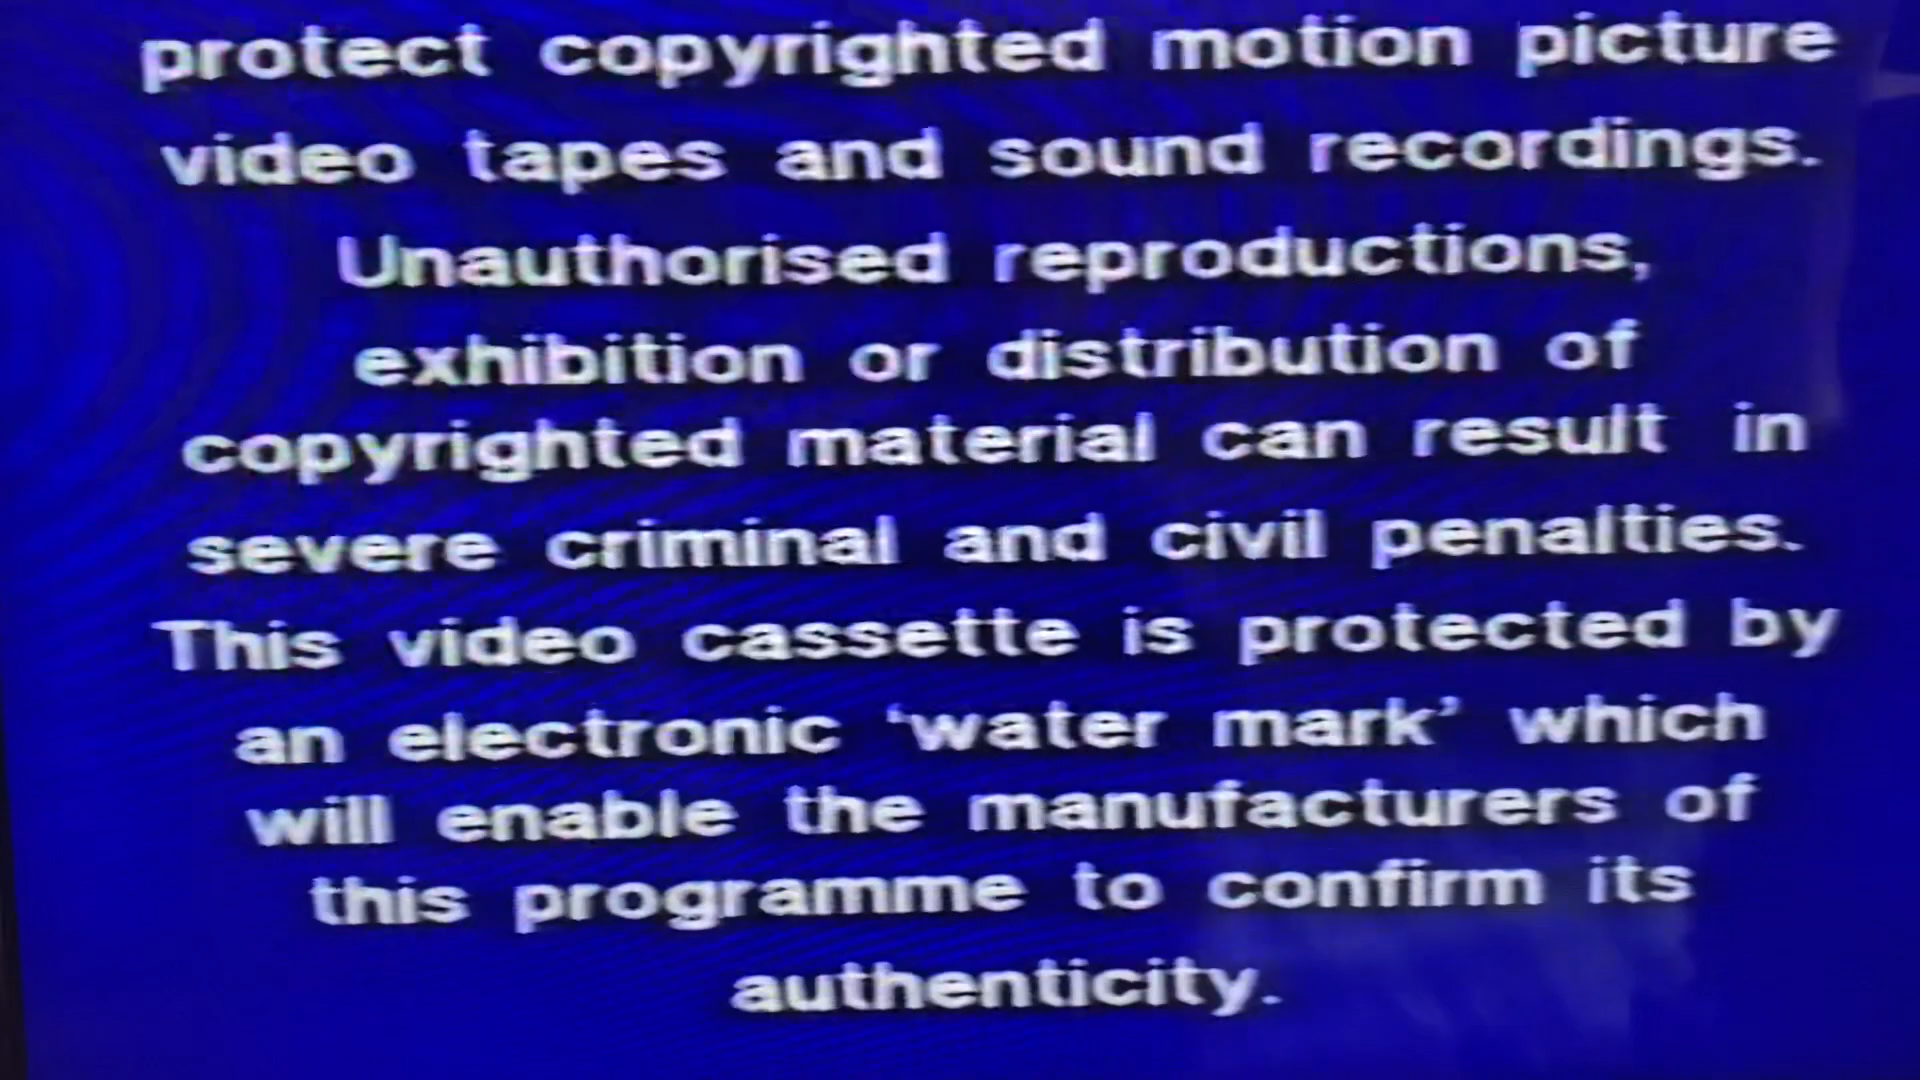 protect copyrighted motion picture
video tapes and sound recordings.
Unauthorised reproductions,
exhibition or distribution of
copyrighted material can result in
severe criminal and civil penalties.
This video cassette is protected by
an electronic ‘water mark’ which
will enable the manufacturers of
this programme to confirm its
authenticity.